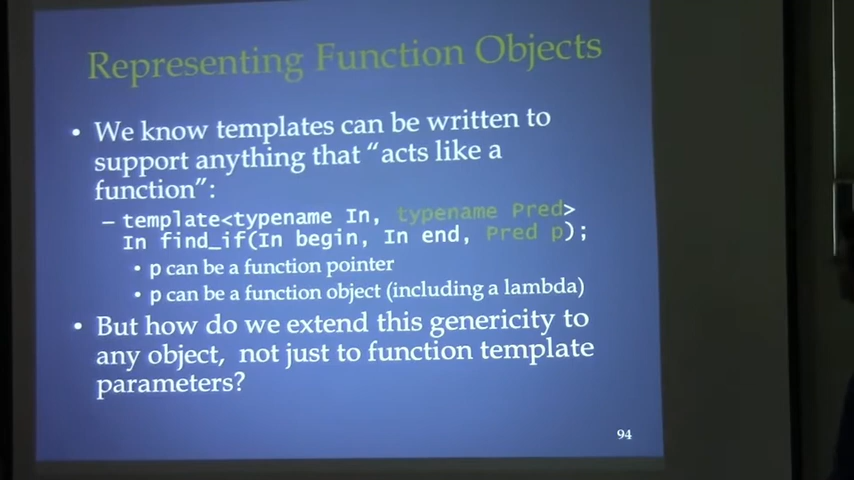 Representing Function Objects
• We know templates can be written to
support anything that “acts like a
function”:
– template<typename In, typename Pred>
In find_if(In begin, In end, Pred p);
• p can be a function pointer
• p can be a function object (including a lambda)
• But how do we extend this genericity to
any object, not just to function template
parameters?
94